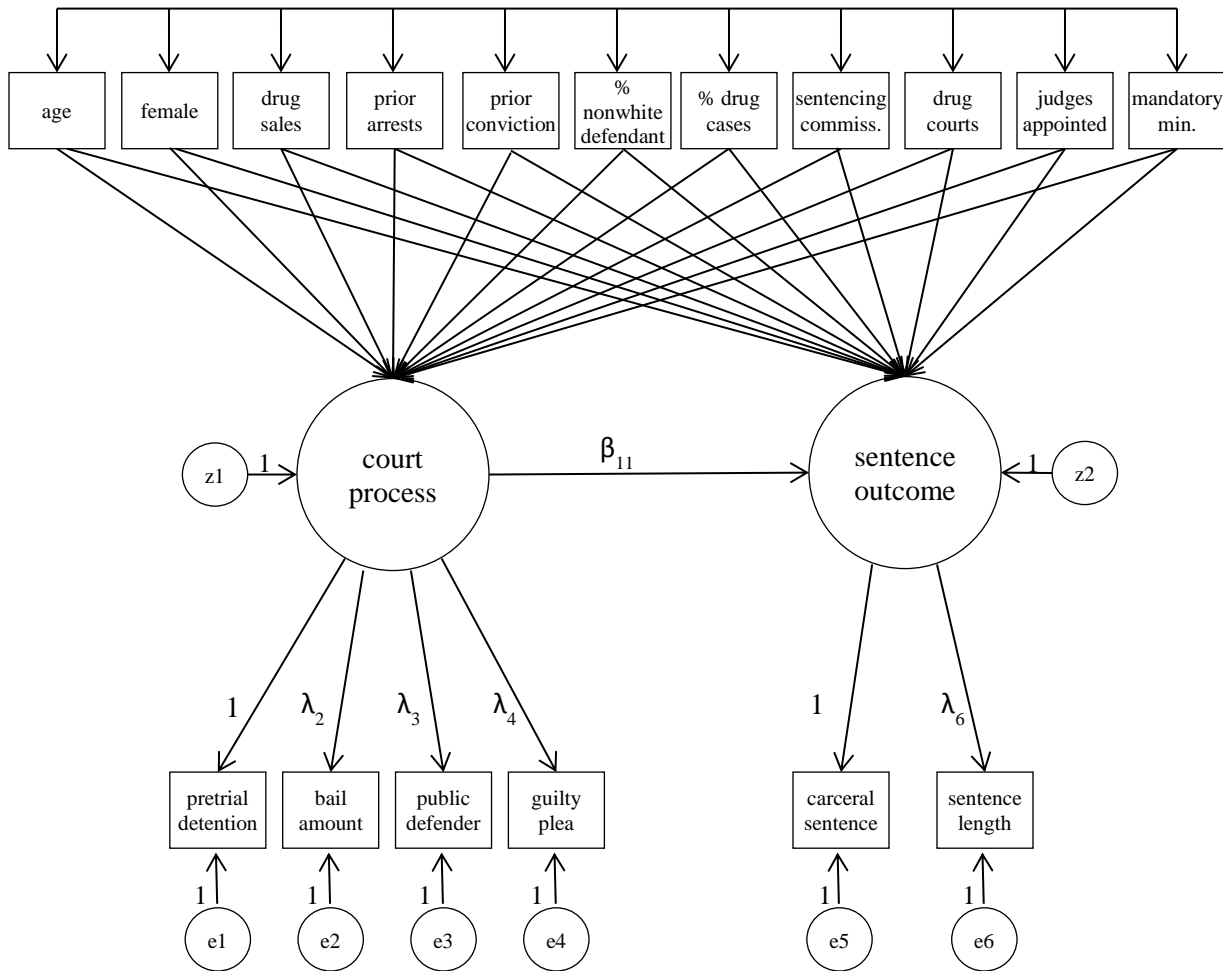 age
female
drug
sales
prior
arrests
prior
conviction
%
nonwhite
defendant
% drug
cases
sentencing
commiss.
drug
courts
judges
appointed
mandatory
min.
z1
1
court
process
β11
sentence
outcome
1
z2
1
λ2
λ3
λ4
1
λ6
pretrial
detention
bail
amount
public
defender
guilty
plea
carceral
sentence
sentence
length
1
1
1
1
1
1
e1
e2
e3
e4
e5
e6